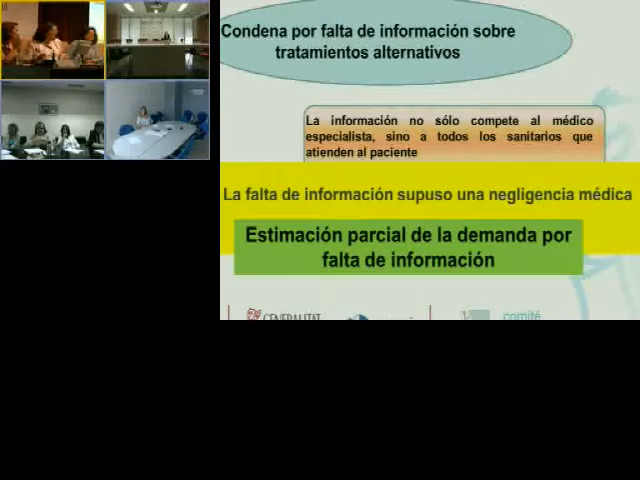 Condena por falta de información sobre
tratamientos alternativos
La información no sólo compete al médico
especialista, sino a todos los sanitarios que
atienden al paciente
La falta de información supuso una negligencia médica
Estimación parcial de la demanda por
falta de información
GENERALITAT
comité